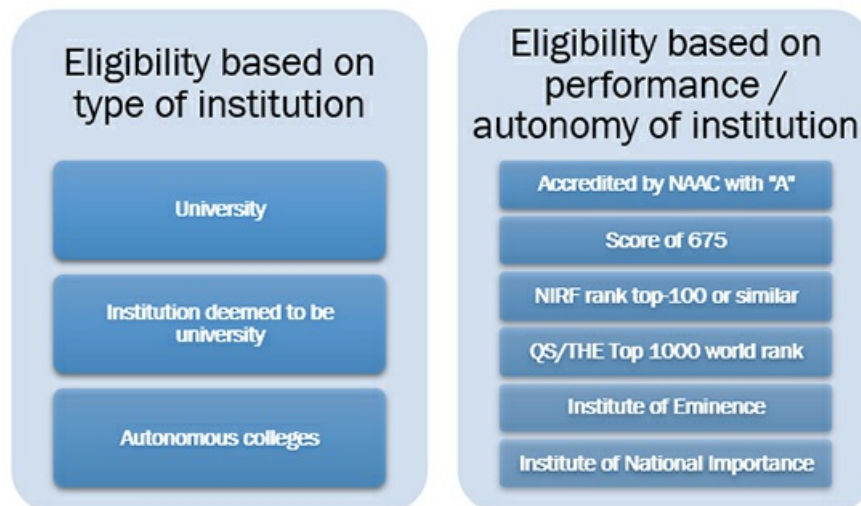 Eligibility based on
type of institution
University
Institution deemed to be
university
Autonomous colleges
Eligibility based on
performance /
autonomy of institution
Accredited by NAAC with "A"
Score of 675
NIRF rank top-100 or similar
QS/THE Top 1000 world rank
Institute of Eminence
Institute of National Importance